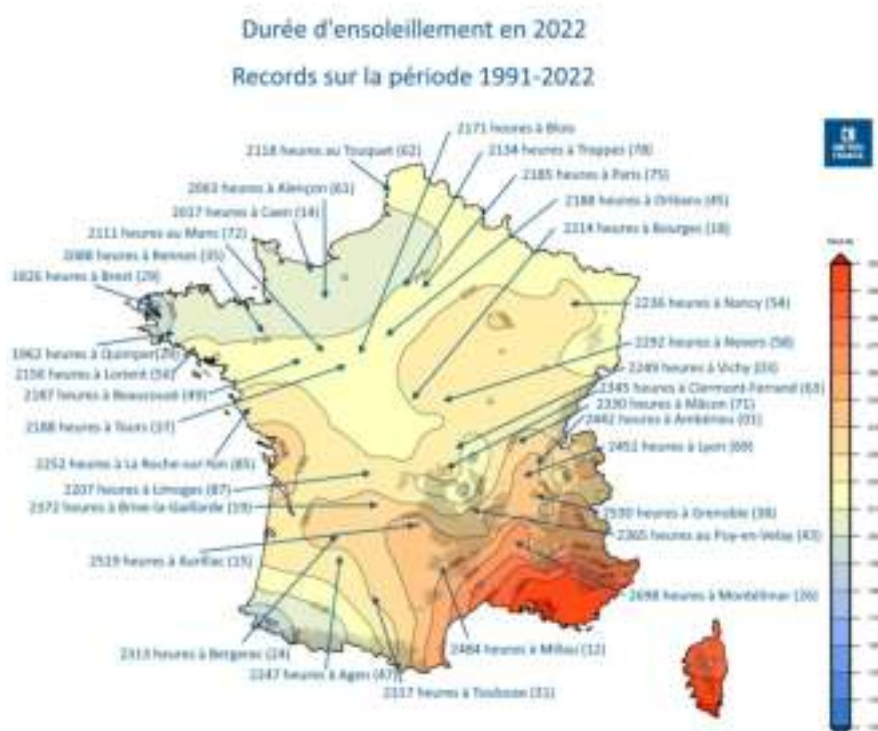 Durée d'ensoleillement en 2022
Records sur la période 1991-2022
2171 heures à Blois
2118 heures au Touquet (62)
2134 heures à Trappes (78)
2185 heures à Paris (75)
2063 heures à Alençon (61)
2188 heures à Orléans (45)
2017 heures à Caen (14)
2214 heures à Bourges (18)
2111 heures au Mans (72)
2088 heures à Rennes (35)
1826 heures à Brest (29)
2236 heures à Nancy (54)
2292 heures à Nevers (58)
1962 heures à Quimper (29)
2249 heures à Vichy (03)
2156 heures à Lorient (56)
2345 heures à Clermont-Ferrand (63)
2187 heures à Beaucouzé (49)
2330 heures à Mâcon (71)
2442 heures à Ambérieu (01)
2188 heures à Tours (37)
2452 heures à Lyon (69)
2252 heures à La Roche-sur-Yon (85)
2207 heures à Limoges (87)
2372 heures à Brive-la-Gaillarde (19)
2530 heures à Grenoble (38)
2265 heures au Puy-en-Velay (43)
2519 heures à Aurillac (15)
2698 heures à Montélimar (26)
2313 heures à Bergerac (24)
2484 heures à Millau (12)
2247 heures à Agen (47)
heures à Toulouse (31)
METEO
FRANCE